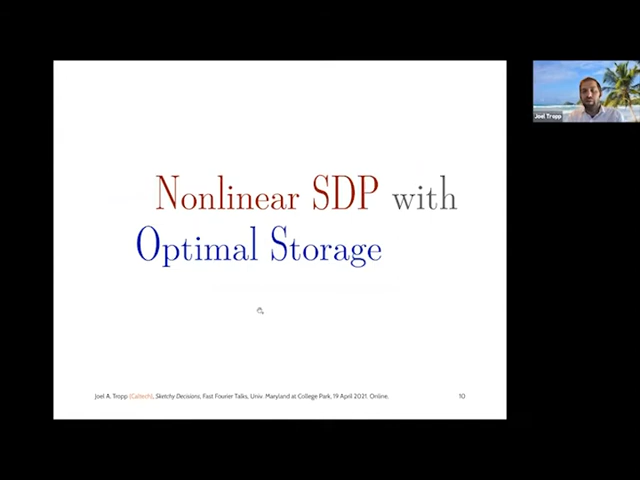 Nonlinear SDP with
Optimal Storage
Joel A. Tropp (Caltech), Sketchy Decisions, Fast Fourier Talks, Univ. Maryland at College Park, 19 April 2021. Online.
10
Joel Tropp